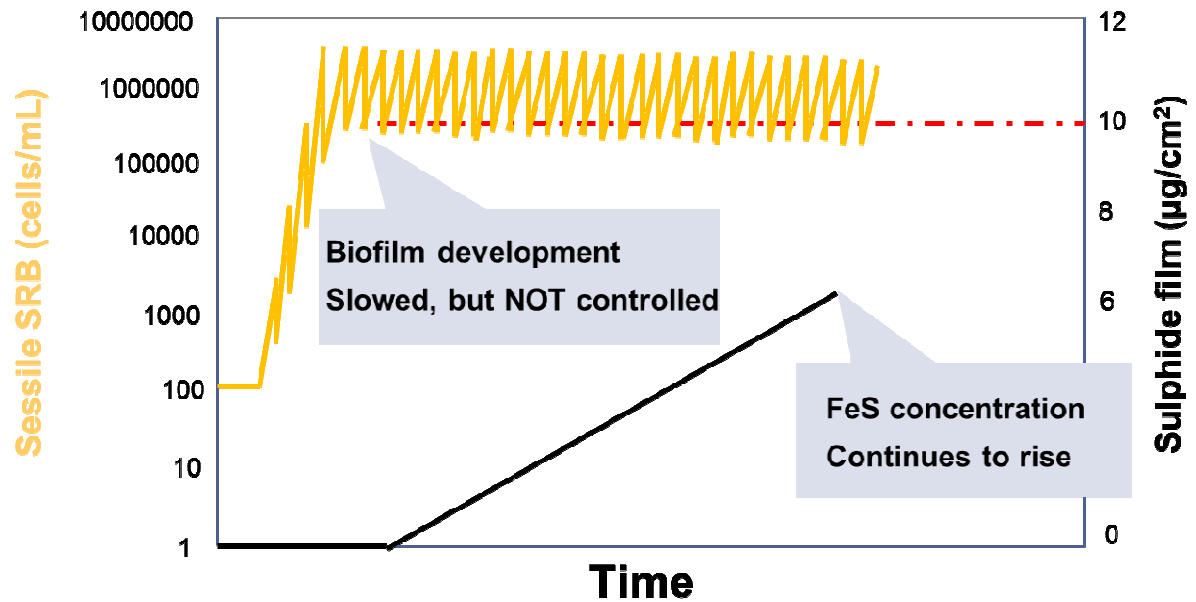 Sessile SRB (cells/mL)
10000000
1000000
100000
10000
1000
100
10
1
Biofilm development
Slowed, but NOT controlled
FeS concentration
Continues to rise
12
10
8
6
0
Sulphide film (µg/cm²)
Time